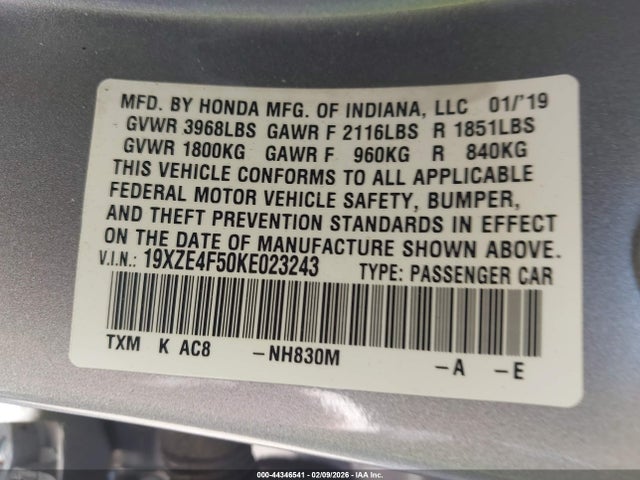 MFD. BY HONDA MFG. OF INDIANA, LLC 01/'19
GVWR 3968LBS GAWR F 2116LBS R 1851LBS
GVWR 1800KG GAWR F 960KG R 840KG
THIS VEHICLE CONFORMS TO ALL APPLICABLE
FEDERAL MOTOR VEHICLE SAFETY, BUMPER,
AND THEFT PREVENTION STANDARDS IN EFFECT
ON THE DATE OF MANUFACTURE SHOWN ABOVE.
V.I.N.: 19XZE4F50KE023243 TYPE: PASSENGER CAR
TXM K AC8 -NH830M -A -E
000-44346541 - 02/09/2026 - IAA Inc.